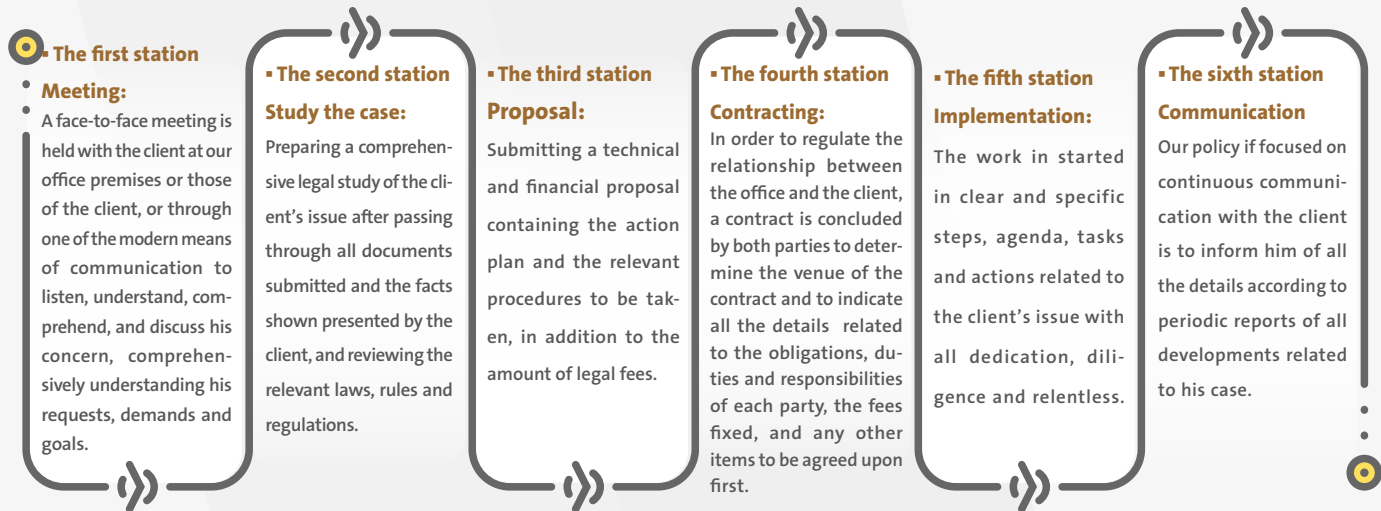 ▪ The first station
Meeting:
A face-to-face meeting is
held with the client at our
office premises or those
of the client, or through
one of the modern means
of communication to
listen, understand, com-
prehend, and discuss his
concern, comprehen-
sively understanding his
requests, demands and
goals.
▪ The second station
Study the case:
Preparing a comprehen-
sive legal study of the cli-
ent's issue after passing
through all documents
submitted and the facts
shown presented by the
client, and reviewing the
relevant laws, rules and
regulations.
▪ The third station
Proposal:
Submitting a technical
and financial proposal
containing the action
plan and the relevant
procedures to be tak-
en, in addition to the
amount of legal fees.
▪ The fourth station
Contracting:
In order to regulate the
relationship between
the office and the client,
a contract is concluded
by both parties to deter-
mine the venue of the
contract and to indicate
all the details related
to the obligations, du-
ties and responsibilities
of each party, the fees
fixed, and any other
items to be agreed upon
first.
▪ The fifth station
Implementation:
The work in started
in clear and specific
steps, agenda, tasks
and actions related to
the client's issue with
all dedication, dili-
gence and relentless.
▪ The sixth station
Communication
Our policy if focused on
continuous communi-
cation with the client
is to inform him of all
the details according to
periodic reports of all
developments related
to his case.